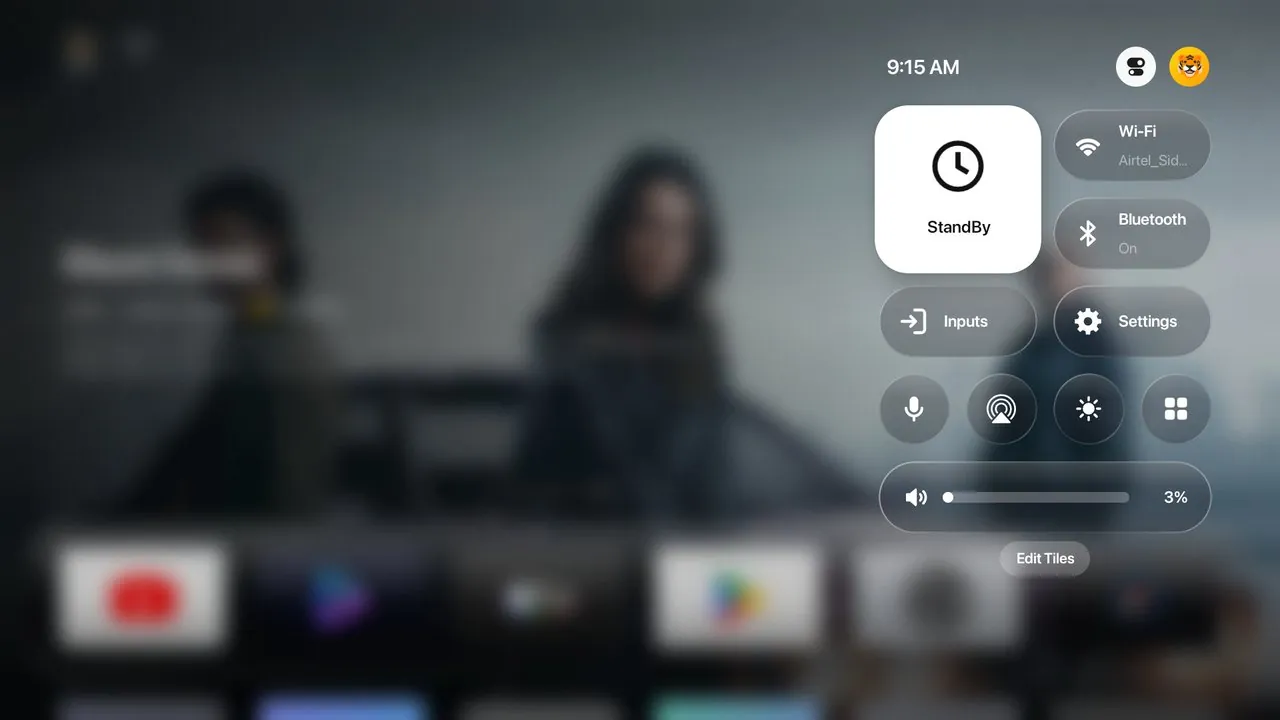 9:15 AM
StandBy
Wi-Fi
Airtel_Sid...
Bluetooth
On
Inputs
Settings
3%
Edit Tiles